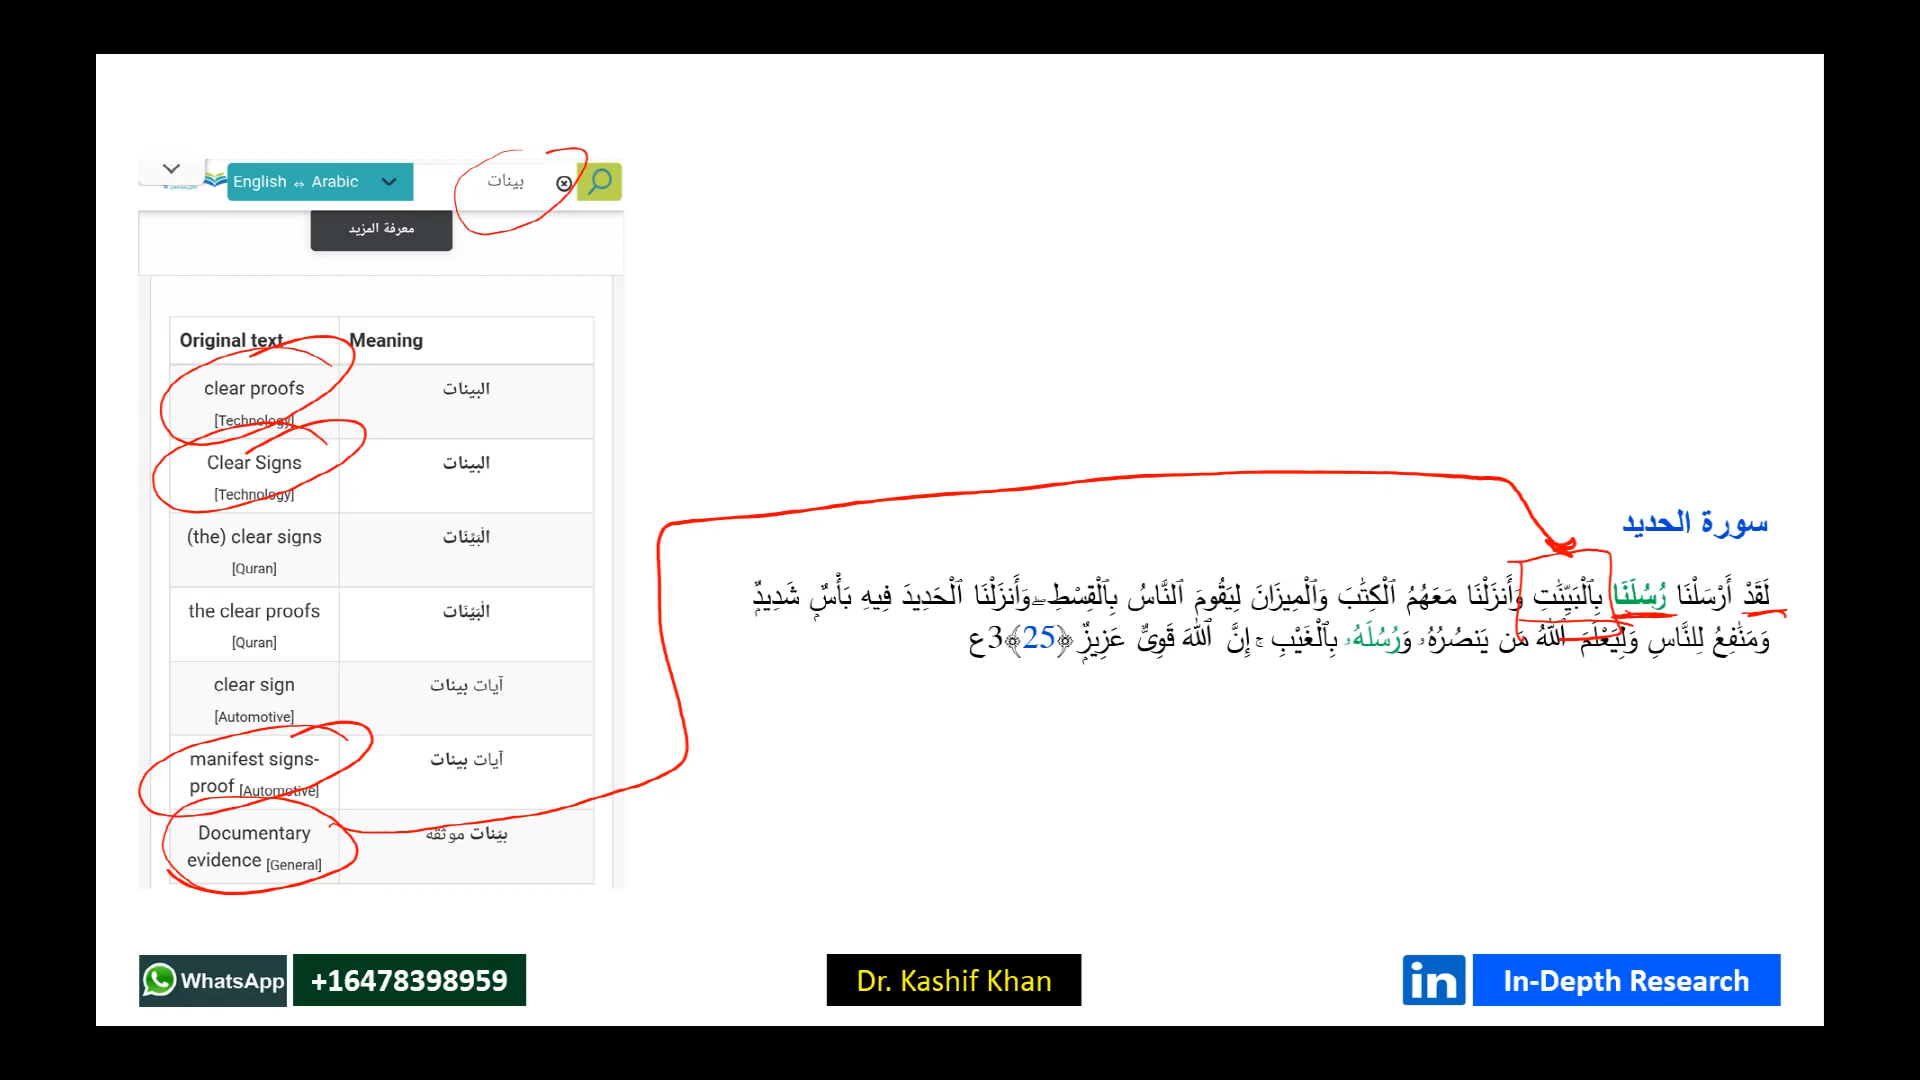 English ⇔ Arabic
بينات
معرفة المزيد
Original text Meaning
clear proofs [Technology] البينات
Clear Signs [Technology] البينات
(the) clear signs [Quran] الْبَيِّنَات
the clear proofs [Quran] الْبَيِّنَات
clear sign [Automotive] آيات بينات
manifest signs-proof [Automotive] آيات بينات
Documentary evidence [General] بيّنات موثقه
سورة الحديد
لَقَدْ أَرْسَلْنَا رُسُلَنَا بِٱلْبَيِّنَٰتِ وَأَنزَلْنَا مَعَهُمُ ٱلْكِتَٰبَ وَٱلْمِيزَانَ لِيَقُومَ ٱلنَّاسُ بِٱلْقِسْطِ ۖ وَأَنزَلْنَا ٱلْحَدِيدَ فِيهِ بَأْسٌ شَدِيدٌ
وَمَنَٰفِعُ لِلنَّاسِ وَلِيَعْلَمَ ٱللَّهُ مَن يَنصُرُهُۥ وَرُسُلَهُۥ بِٱلْغَيْبِ ۚ إِنَّ ٱللَّهَ قَوِىٌّ عَزِيزٌ ﴿25﴾ 3ع
WhatsApp +16478398959
Dr. Kashif Khan
in In-Depth Research